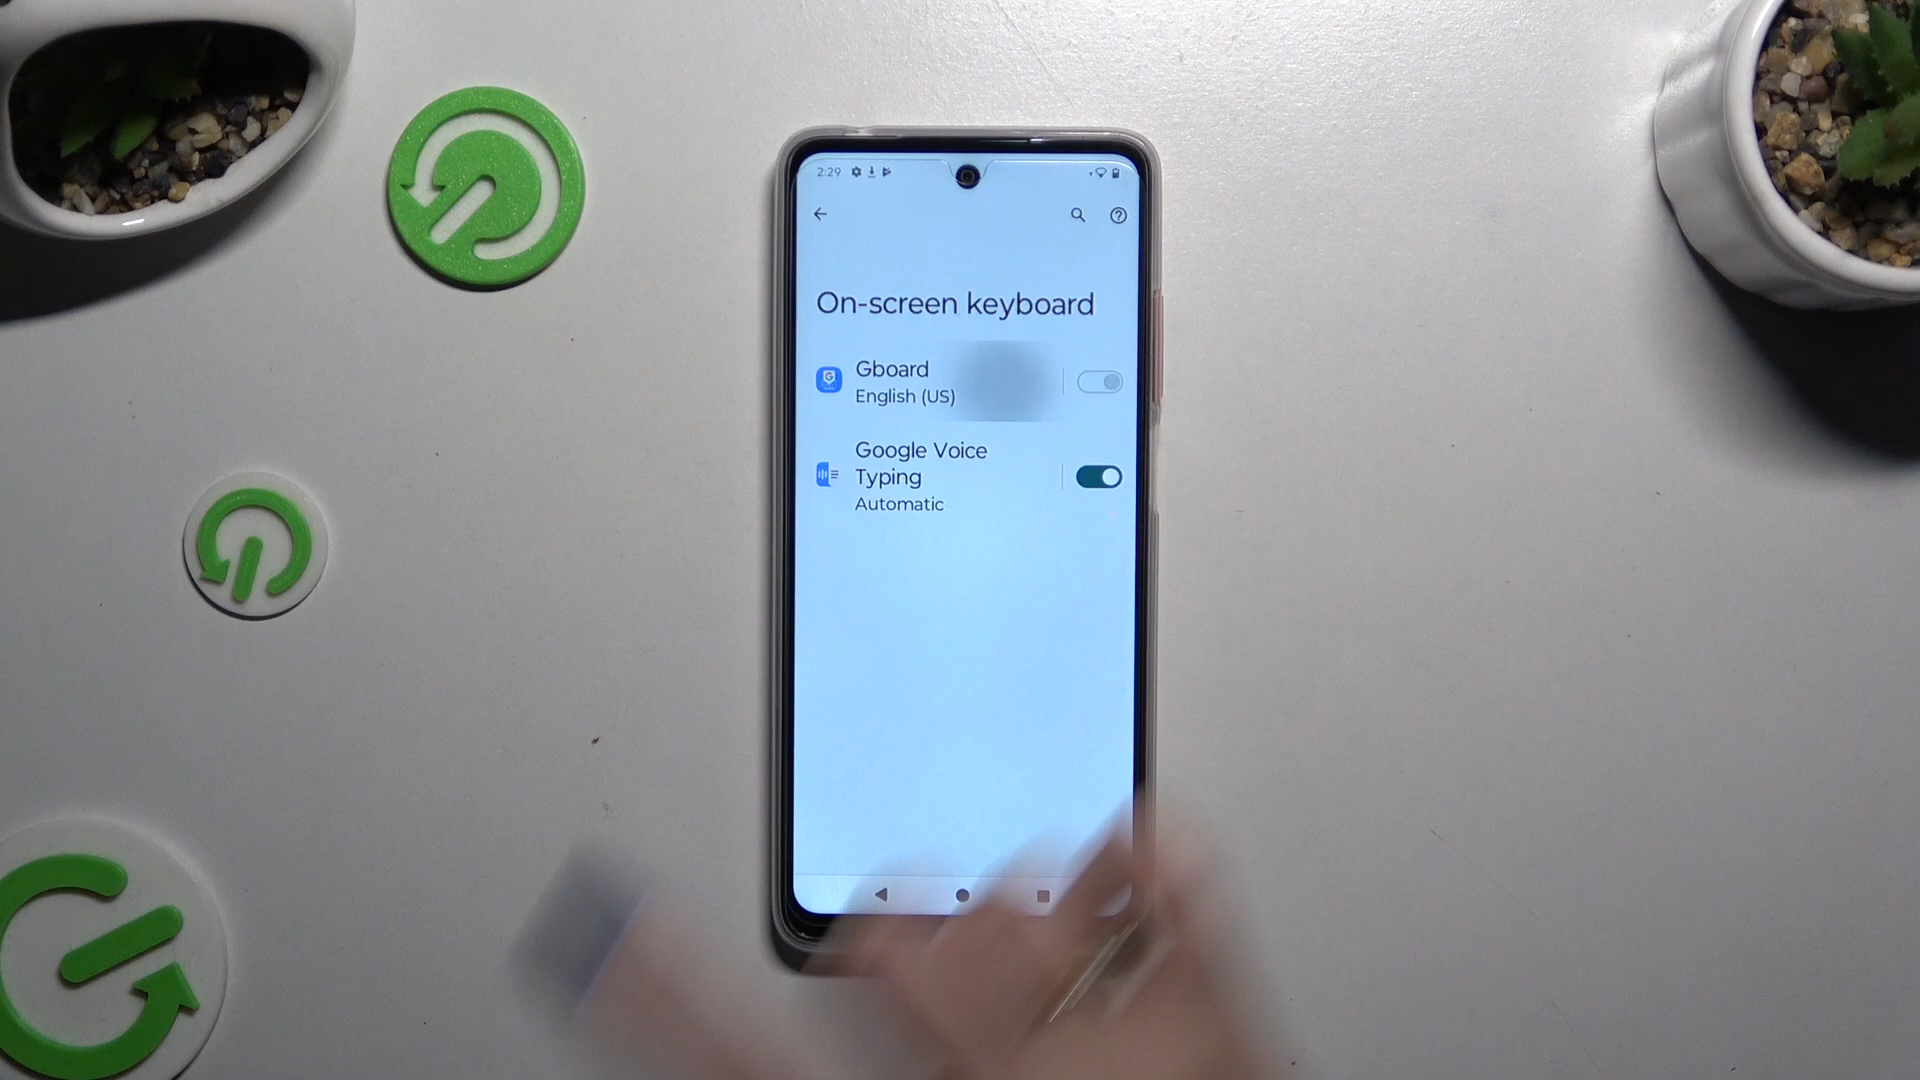 2:29
On-screen keyboard
Gboard
English (US)
Google Voice
Typing
Automatic